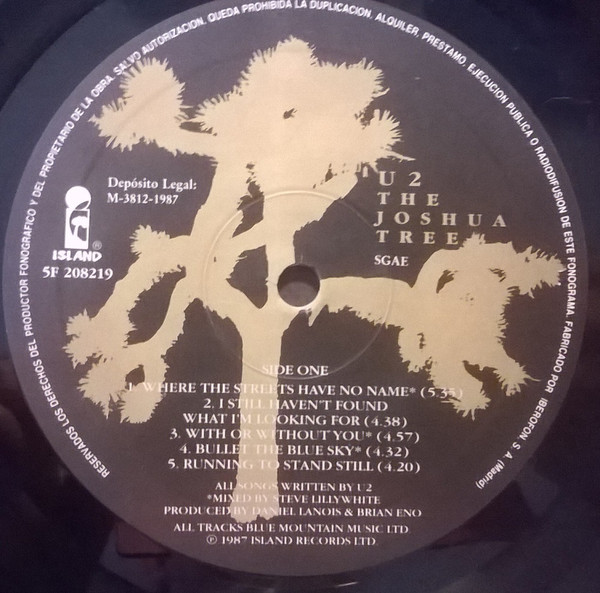 RESERVADOS LOS DERECHOS DEL PRODUCTOR FONOGRAFICO Y DEL PROPIETARIO DE LA OBRA. SALVO AUTORIZACION, QUEDA PROHIBIDA LA DUPLICACION, ALQUILER, PRESTAMO, EJECUCION PUBLICA O RADIODIFUSION DE ESTE FONOGRAMA. FABRICADO POR IBEROFON, S. A. (Madrid)
Depósito Legal:
M-3812-1987
ISLAND®
5F 208219
U2
THE
JOSHUA
TREE
SGAE
SIDE ONE
1. WHERE THE STREETS HAVE NO NAME* (5.35)
2. I STILL HAVEN'T FOUND
WHAT I'M LOOKING FOR (4.38)
3. WITH OR WITHOUT YOU* (4.57)
4. BULLET THE BLUE SKY* (4.32)
5. RUNNING TO STAND STILL (4.20)
ALL SONGS WRITTEN BY U2
*MIXED BY STEVE LILLYWHITE
PRODUCED BY DANIEL LANOIS & BRIAN ENO
ALL TRACKS BLUE MOUNTAIN MUSIC LTD
℗ 1987 ISLAND RECORDS LTD